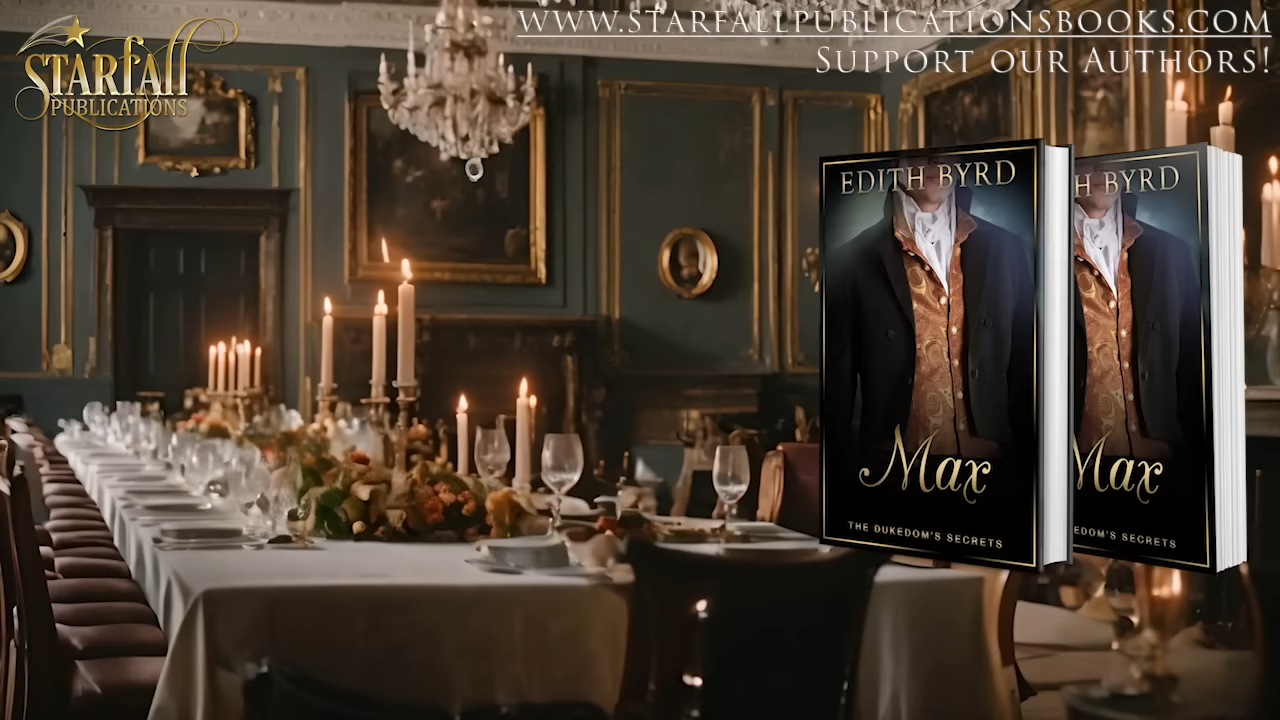 STARfall
PUBLICATIONS
WWW.STARFALLPUBLICATIONSBOOKS.COM
SUPPORT OUR AUTHORS!
EDITH BYRD
Max
THE DUKEDOM'S SECRETS
H BYRD
Max
EDOM'S SECRETS